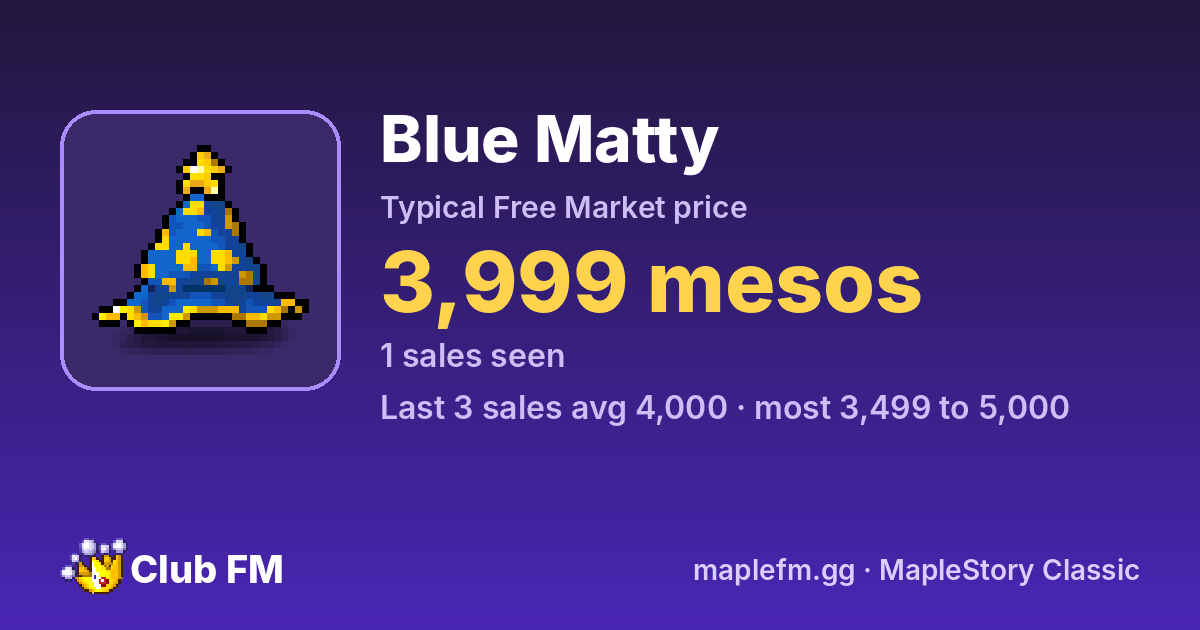 Blue Matty
Typical Free Market price
3,999 mesos
1 sales seen
Last 3 sales avg 4,000 · most 3,499 to 5,000
Club FM
maplefm.gg · MapleStory Classic